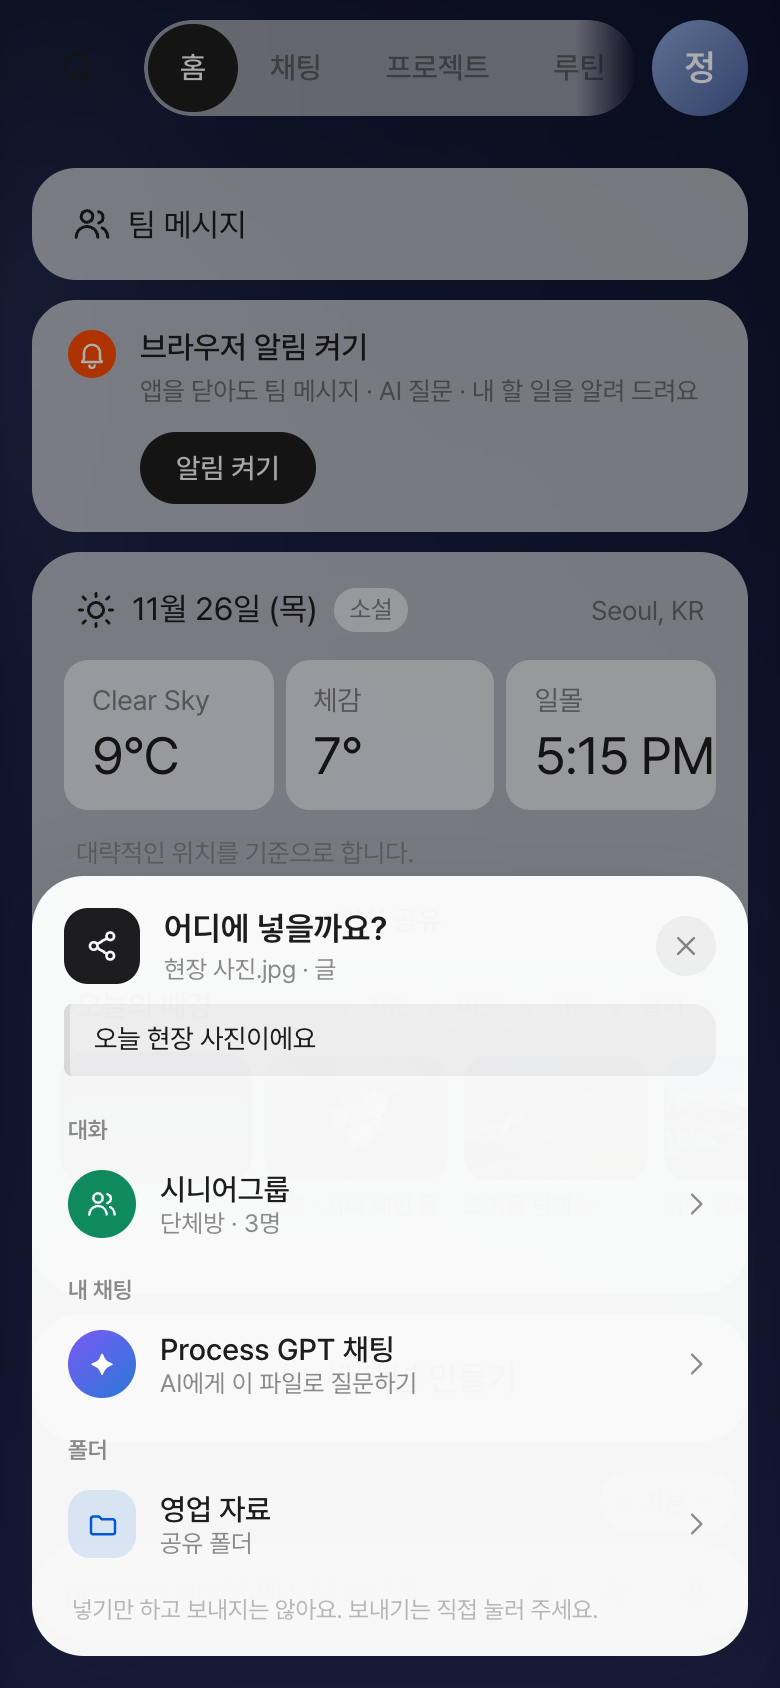 홈 채팅 프로젝트 루틴 정
팀 메시지
브라우저 알림 켜기
앱을 닫아도 팀 메시지 · AI 질문 · 내 할 일을 알려 드려요
알림 켜기
11월 26일 (목) 소설 Seoul, KR
Clear Sky 체감 일몰
9°C 7° 5:15 PM
대략적인 위치를 기준으로 합니다.
어디에 넣을까요?
현장 사진.jpg · 글
오늘 현장 사진이에요
대화
시니어그룹
단체방 · 3명
내 채팅
Process GPT 채팅
AI에게 이 파일로 질문하기
폴더
영업 자료
공유 폴더
넣기만 하고 보내지는 않아요. 보내기는 직접 눌러 주세요.